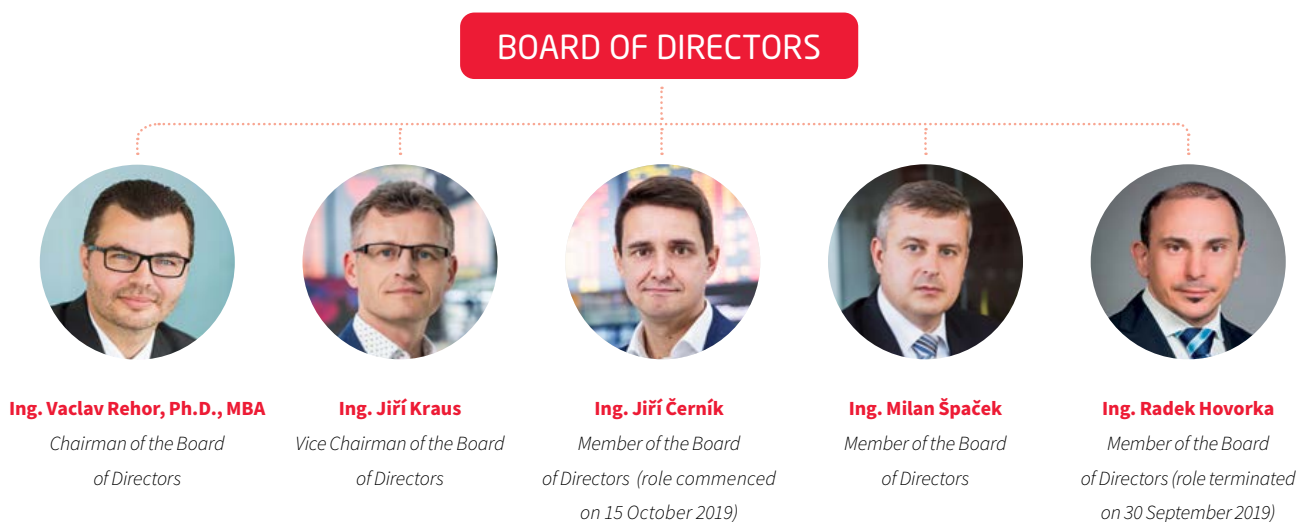 BOARD OF DIRECTORS
Ing. Vaclav Rehor, Ph.D., MBA
Chairman of the Board
of Directors
Ing. Jiří Kraus
Vice Chairman of the Board
of Directors
Ing. Jiří Černík
Member of the Board
of Directors (role commenced
on 15 October 2019)
Ing. Milan Špaček
Member of the Board
of Directors
Ing. Radek Hovorka
Member of the Board
of Directors (role terminated
on 30 September 2019)